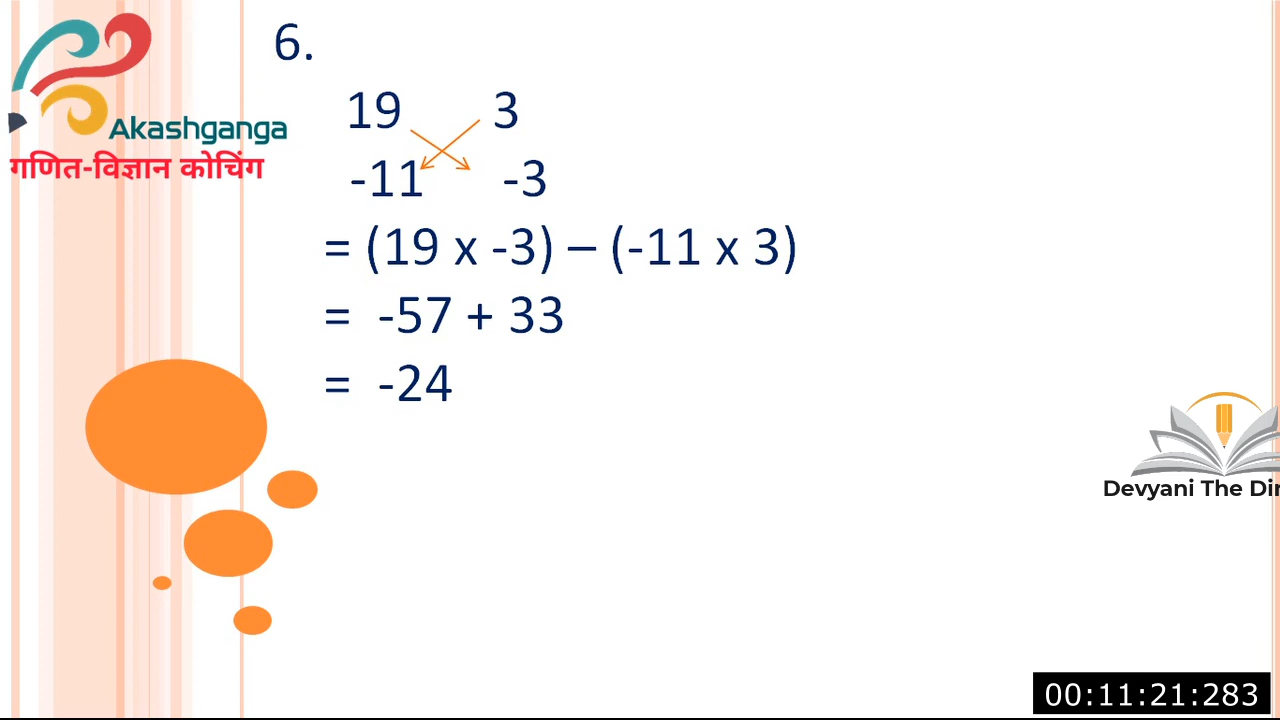 6.
Akashganga
गणित-विज्ञान कोचिंग
19 3
-11 -3
= (19 x -3) – (-11 x 3)
= -57 + 33
= -24
Devyani The
00:11:21:283